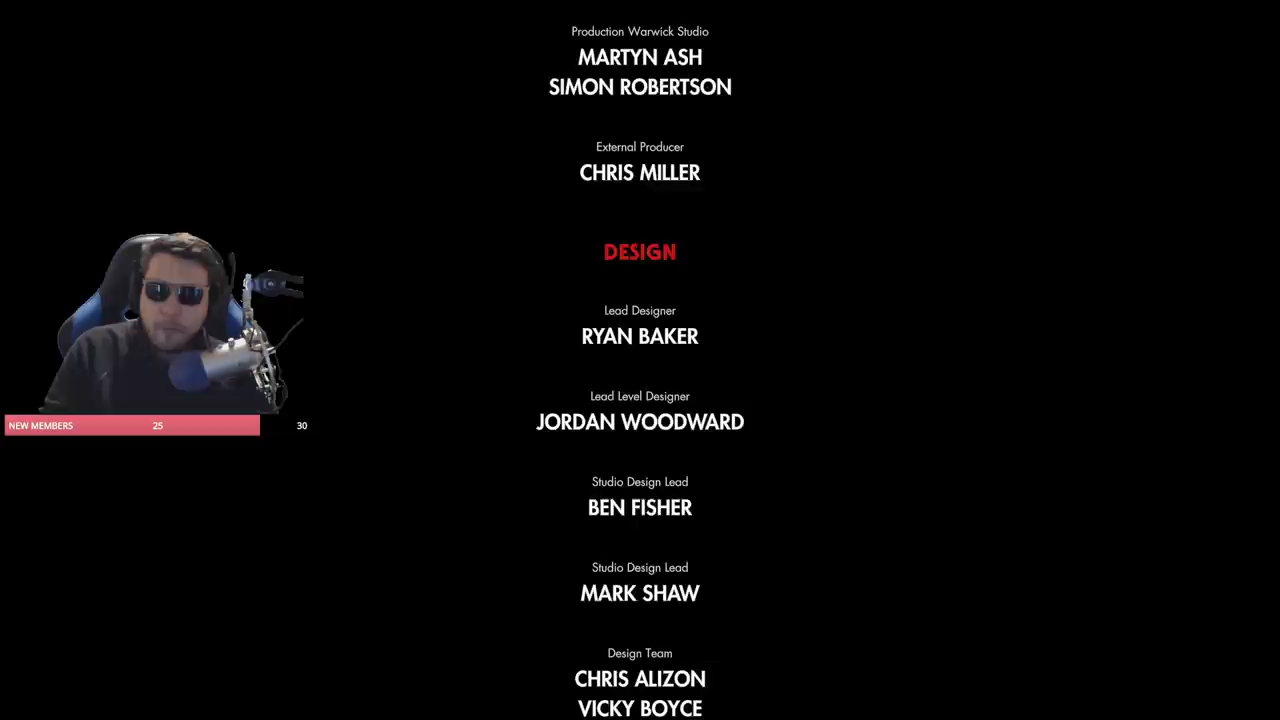 Production Warwick Studio
MARTYN ASH
SIMON ROBERTSON
External Producer
CHRIS MILLER
DESIGN
Lead Designer
RYAN BAKER
Lead Level Designer
JORDAN WOODWARD
Studio Design Lead
BEN FISHER
Studio Design Lead
MARK SHAW
Design Team
CHRIS ALIZON
VICKY BOYCE
NEW MEMBERS 25 30